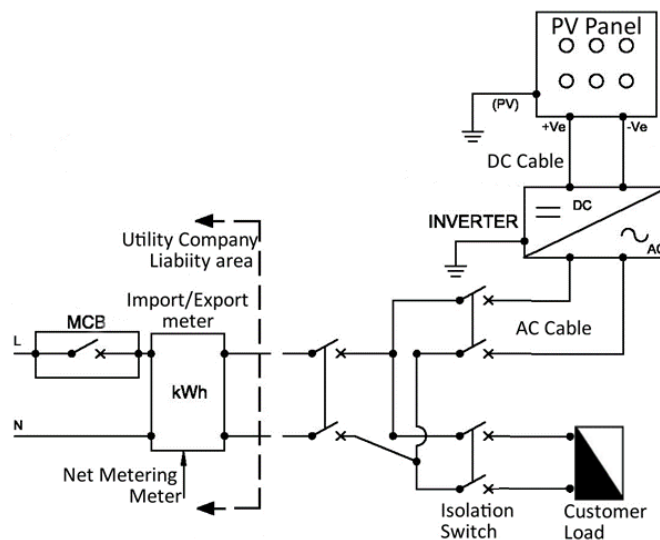 PV Panel
(PV)
+Ve
-Ve
DC Cable
DC
INVERTER
AC
Utility Company
Liabiity area
Import/Export
meter
MCB
AC Cable
L
kWh
N
Net Metering
Meter
Isolation
Switch
Customer
Load